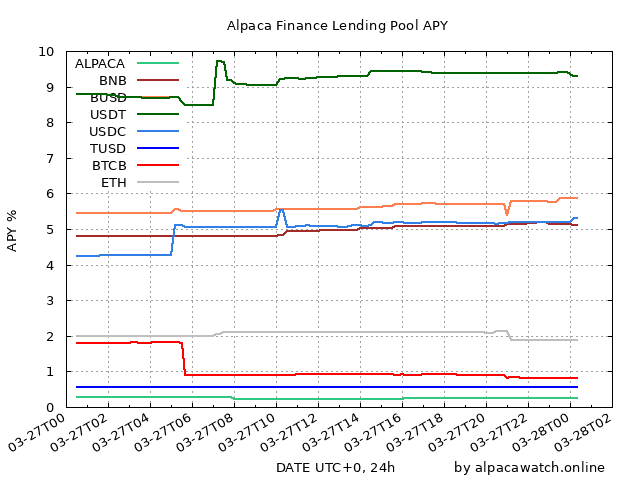 Alpaca Finance Lending Pool APY
10
9
8
7
6
5
4
3
2
1
0
APY %
ALPACA
BNB
BUSD
USDT
USDC
TUSD
BTCB
ETH
03-27T00
03-27T02
03-27T04
03-27T06
03-27T08
03-27T10
03-27T12
03-27T14
03-27T16
03-27T18
03-27T20
03-27T22
03-28T00
03-28T02
DATE UTC+0, 24h
by alpacawatch.online